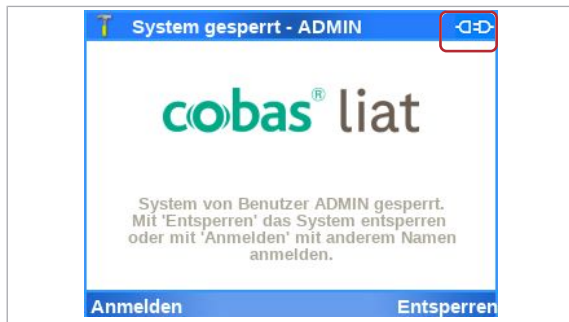 System gesperrt - ADMIN
cobas® liat
System von Benutzer ADMIN gesperrt.
Mit 'Entsperren' das System entsperren
oder mit 'Anmelden' mit anderem Namen
anmelden.
Anmelden Entsperren